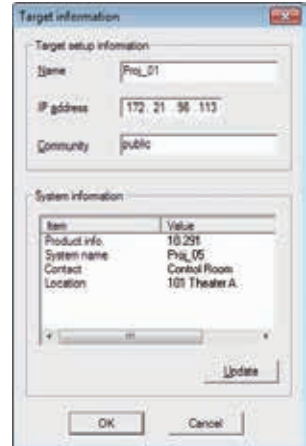 Target information
Target setup information
Name Proj_01
IP address 172 . 21 . 56 . 113
Community public
System information
Item Value
Product info. 10.291
System name Proj_05
Contact Control Room
Location 101 Theater A
Update
OK Cancel